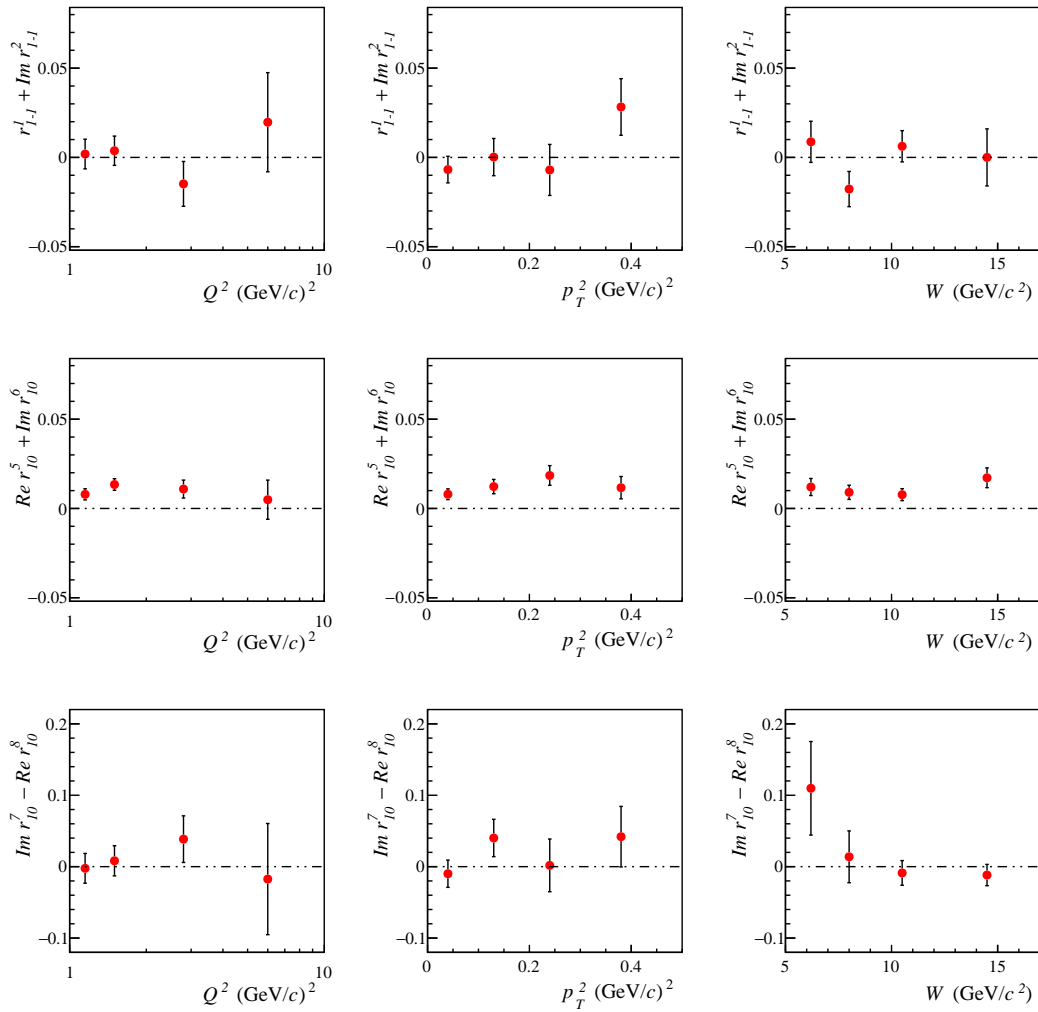 r^1_{1-1} + Im r^2_{1-1}
0.05
0
−0.05
1 10
Q^2 (GeV/c)^2
r^1_{1-1} + Im r^2_{1-1}
0.05
0
−0.05
0 0.2 0.4
p_T^2 (GeV/c)^2
r^1_{1-1} + Im r^2_{1-1}
0.05
0
−0.05
5 10 15
W (GeV/c^2)
Re r^5_{10} + Im r^6_{10}
0.05
0
−0.05
1 10
Q^2 (GeV/c)^2
Re r^5_{10} + Im r^6_{10}
0.05
0
−0.05
0 0.2 0.4
p_T^2 (GeV/c)^2
Re r^5_{10} + Im r^6_{10}
0.05
0
−0.05
5 10 15
W (GeV/c^2)
Im r^7_{10} − Re r^8_{10}
0.2
0.1
0
−0.1
1 10
Q^2 (GeV/c)^2
Im r^7_{10} − Re r^8_{10}
0.2
0.1
0
−0.1
0 0.2 0.4
p_T^2 (GeV/c)^2
Im r^7_{10} − Re r^8_{10}
0.2
0.1
0
−0.1
5 10 15
W (GeV/c^2)